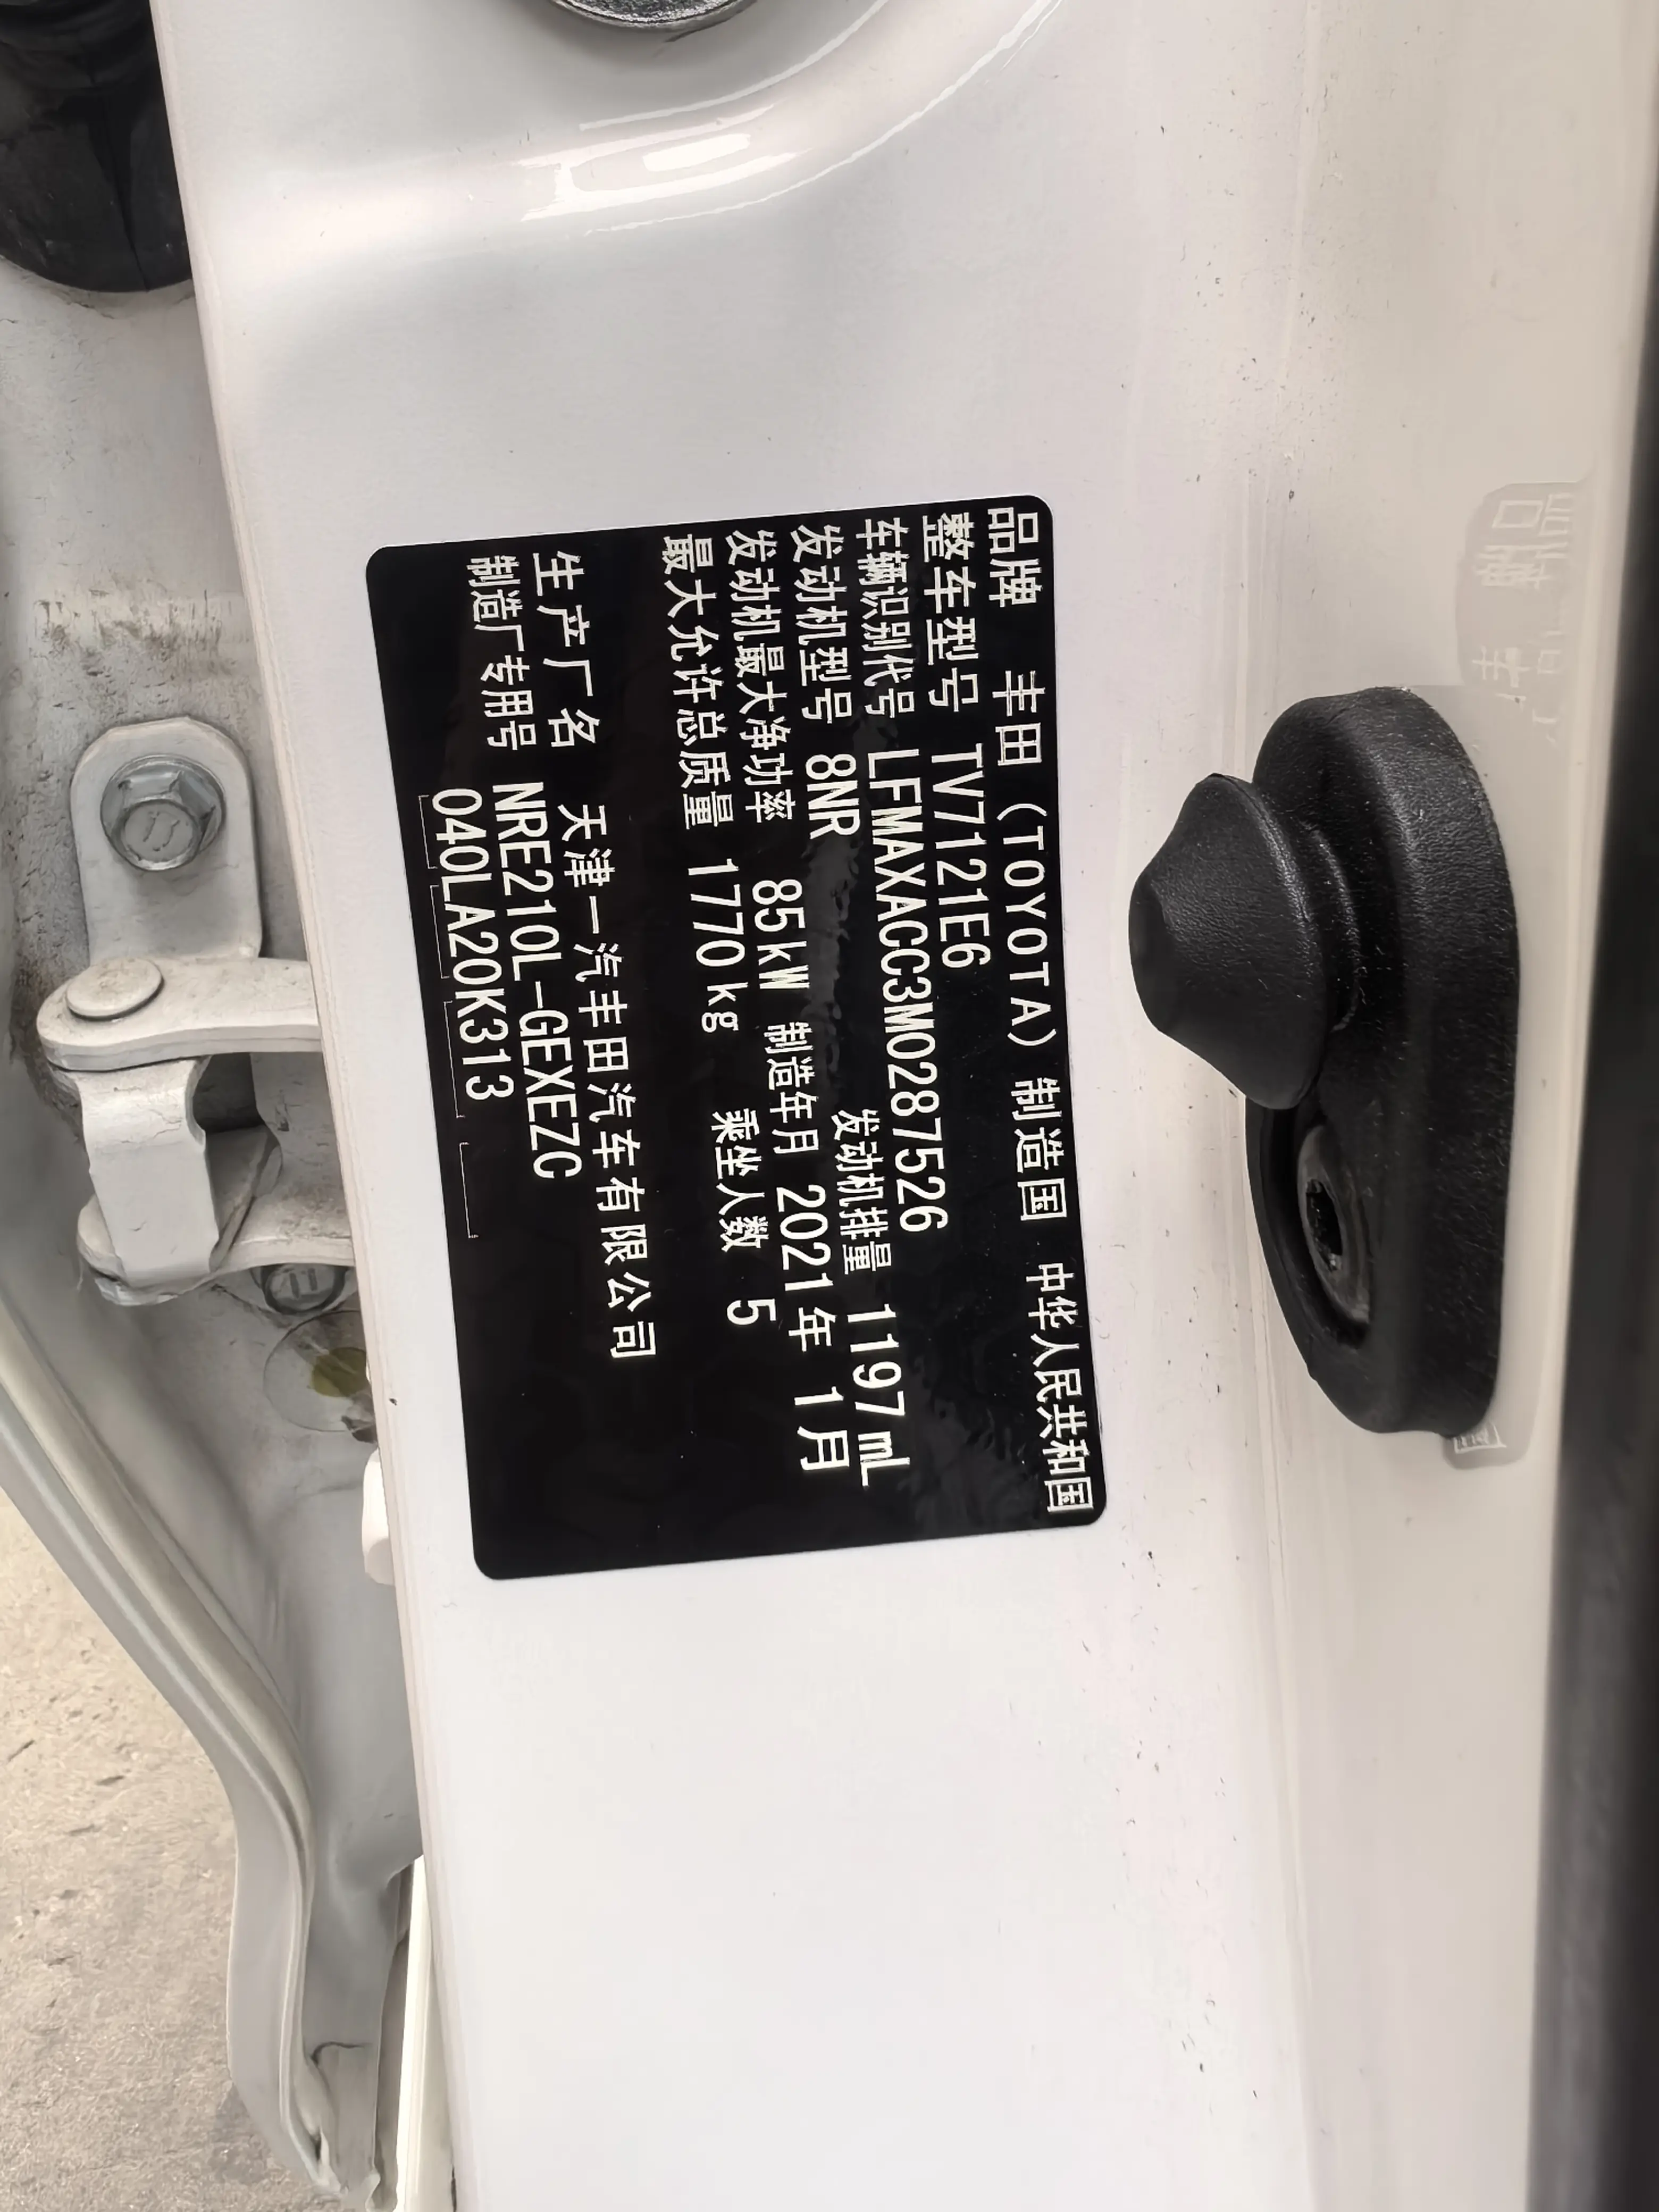 品牌 丰田 (TOYOTA) 制造国 中华人民共和国
整车型号 TV7121E6
车辆识别代号 LFMAXACC3M0287526
发动机型号 8NR 发动机排量 1197 mL
发动机最大净功率 85kW 制造年月 2021年 1月
最大允许总质量 1770kg 乘坐人数 5
生产厂名 天津一汽丰田汽车有限公司
制造厂专用号 NRE210L-GEXEZC
040LA20K313